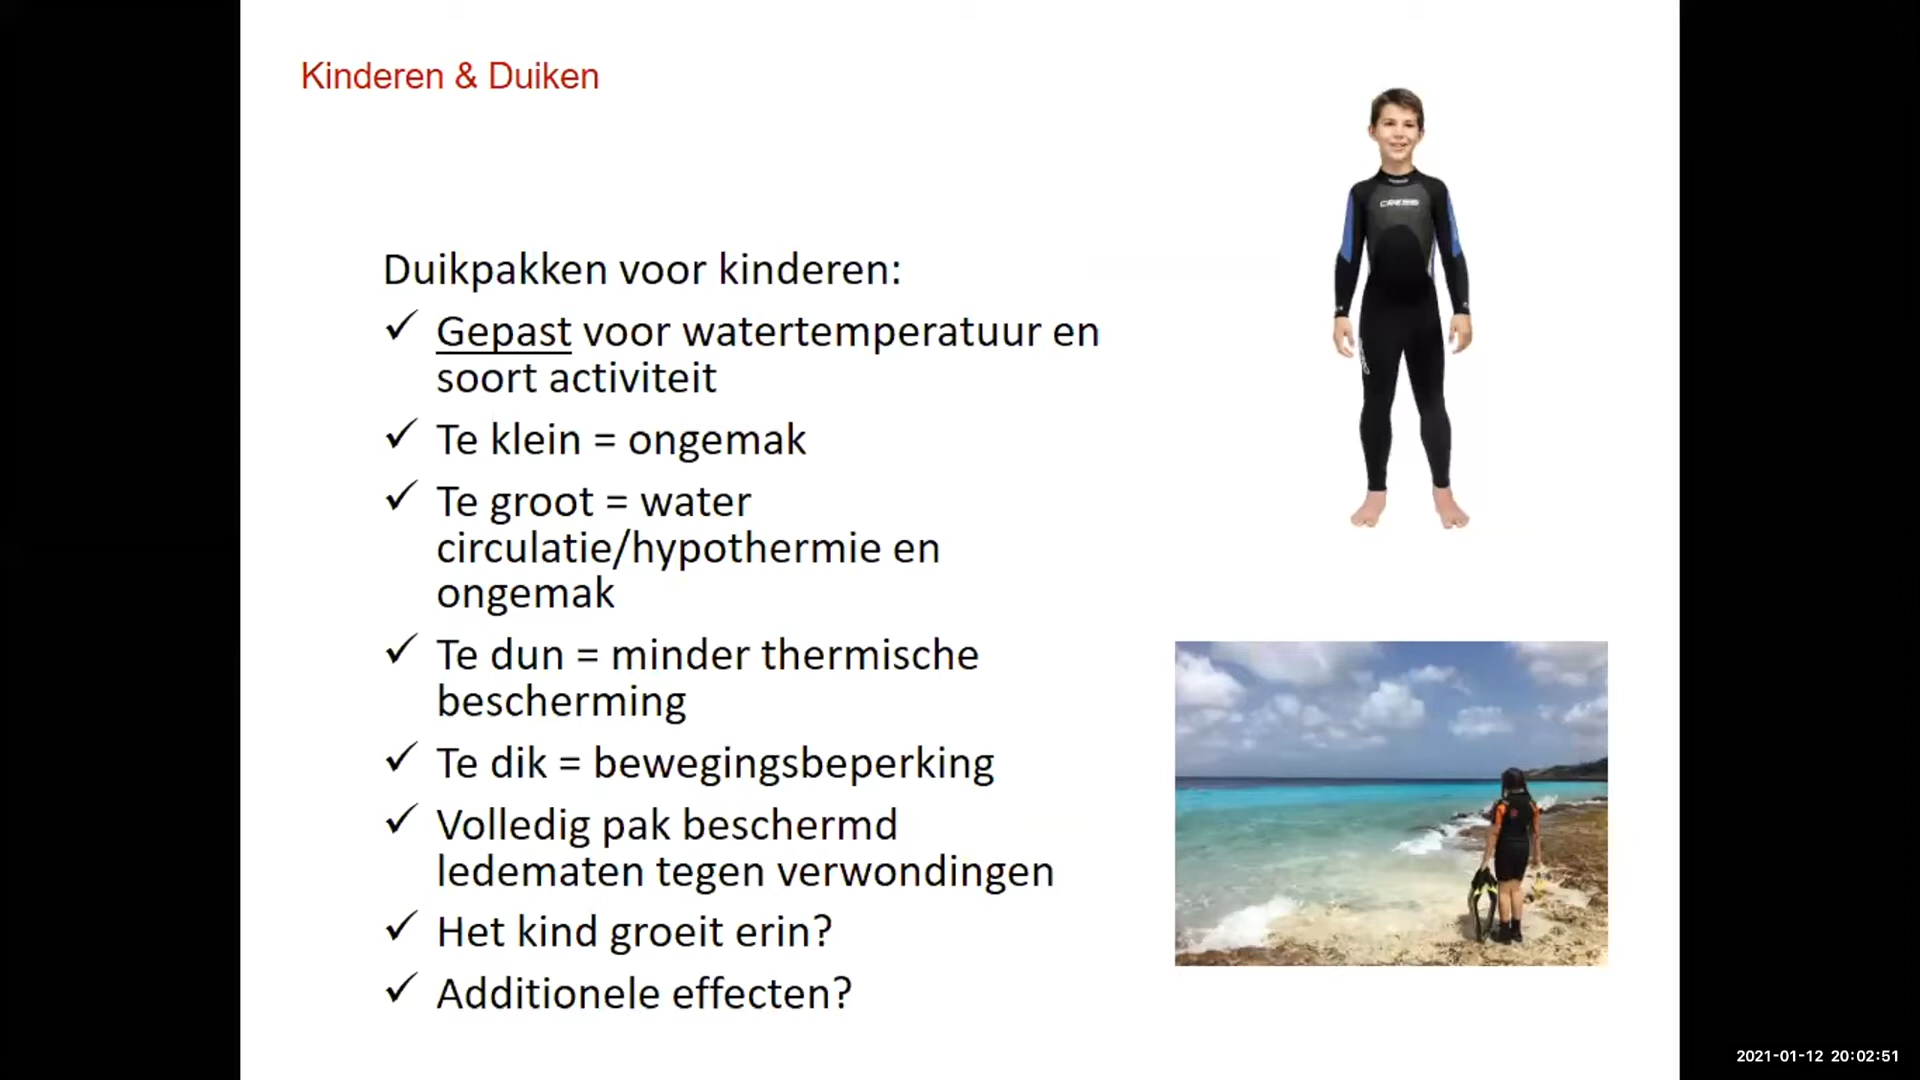 Kinderen & Duiken
Duikpakken voor kinderen:
✓ Gepast voor watertemperatuur en
soort activiteit
✓ Te klein = ongemak
✓ Te groot = water
circulatie/hypothermie en
ongemak
✓ Te dun = minder thermische
bescherming
✓ Te dik = bewegingsbeperking
✓ Volledig pak beschermd
ledematen tegen verwondingen
✓ Het kind groeit erin?
✓ Additionele effecten?
CRESSI
2021-01-12 20:02:51